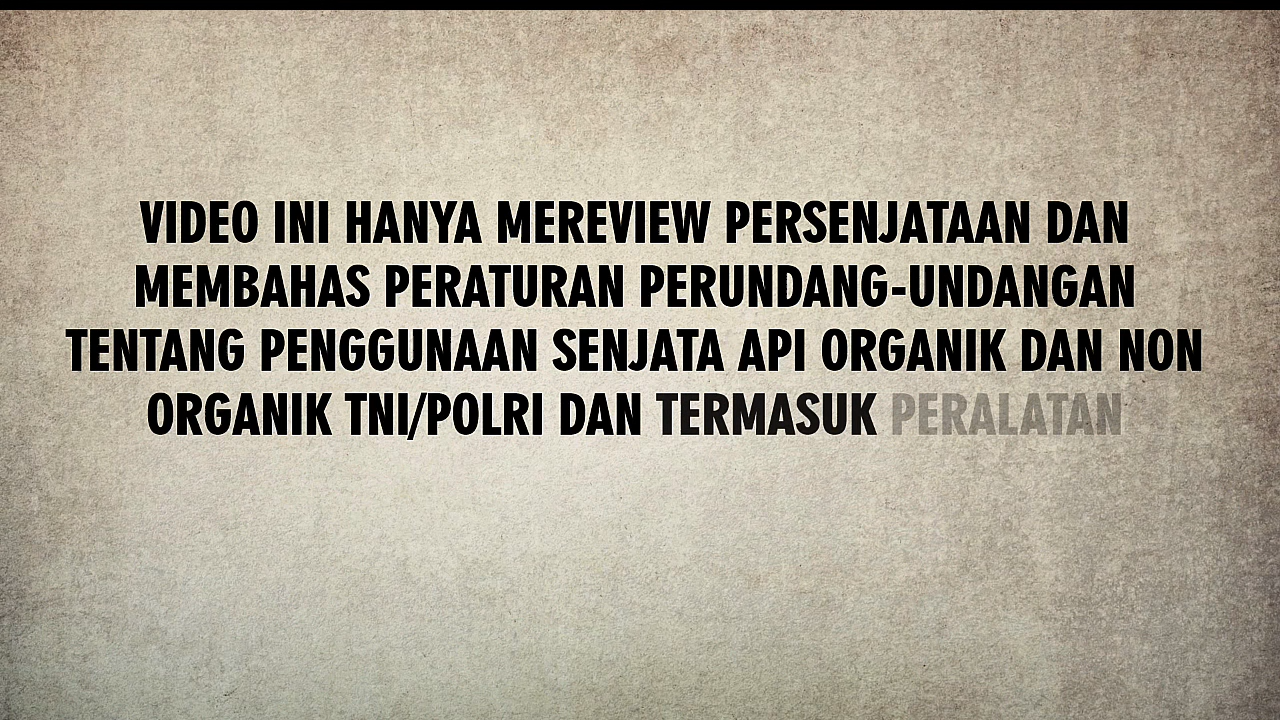 VIDEO INI HANYA MEREVIEW PERSENJATAAN DAN
MEMBAHAS PERATURAN PERUNDANG-UNDANGAN
TENTANG PENGGUNAAN SENJATA API ORGANIK DAN NON
ORGANIK TNI/POLRI DAN TERMASUK PERALATAN